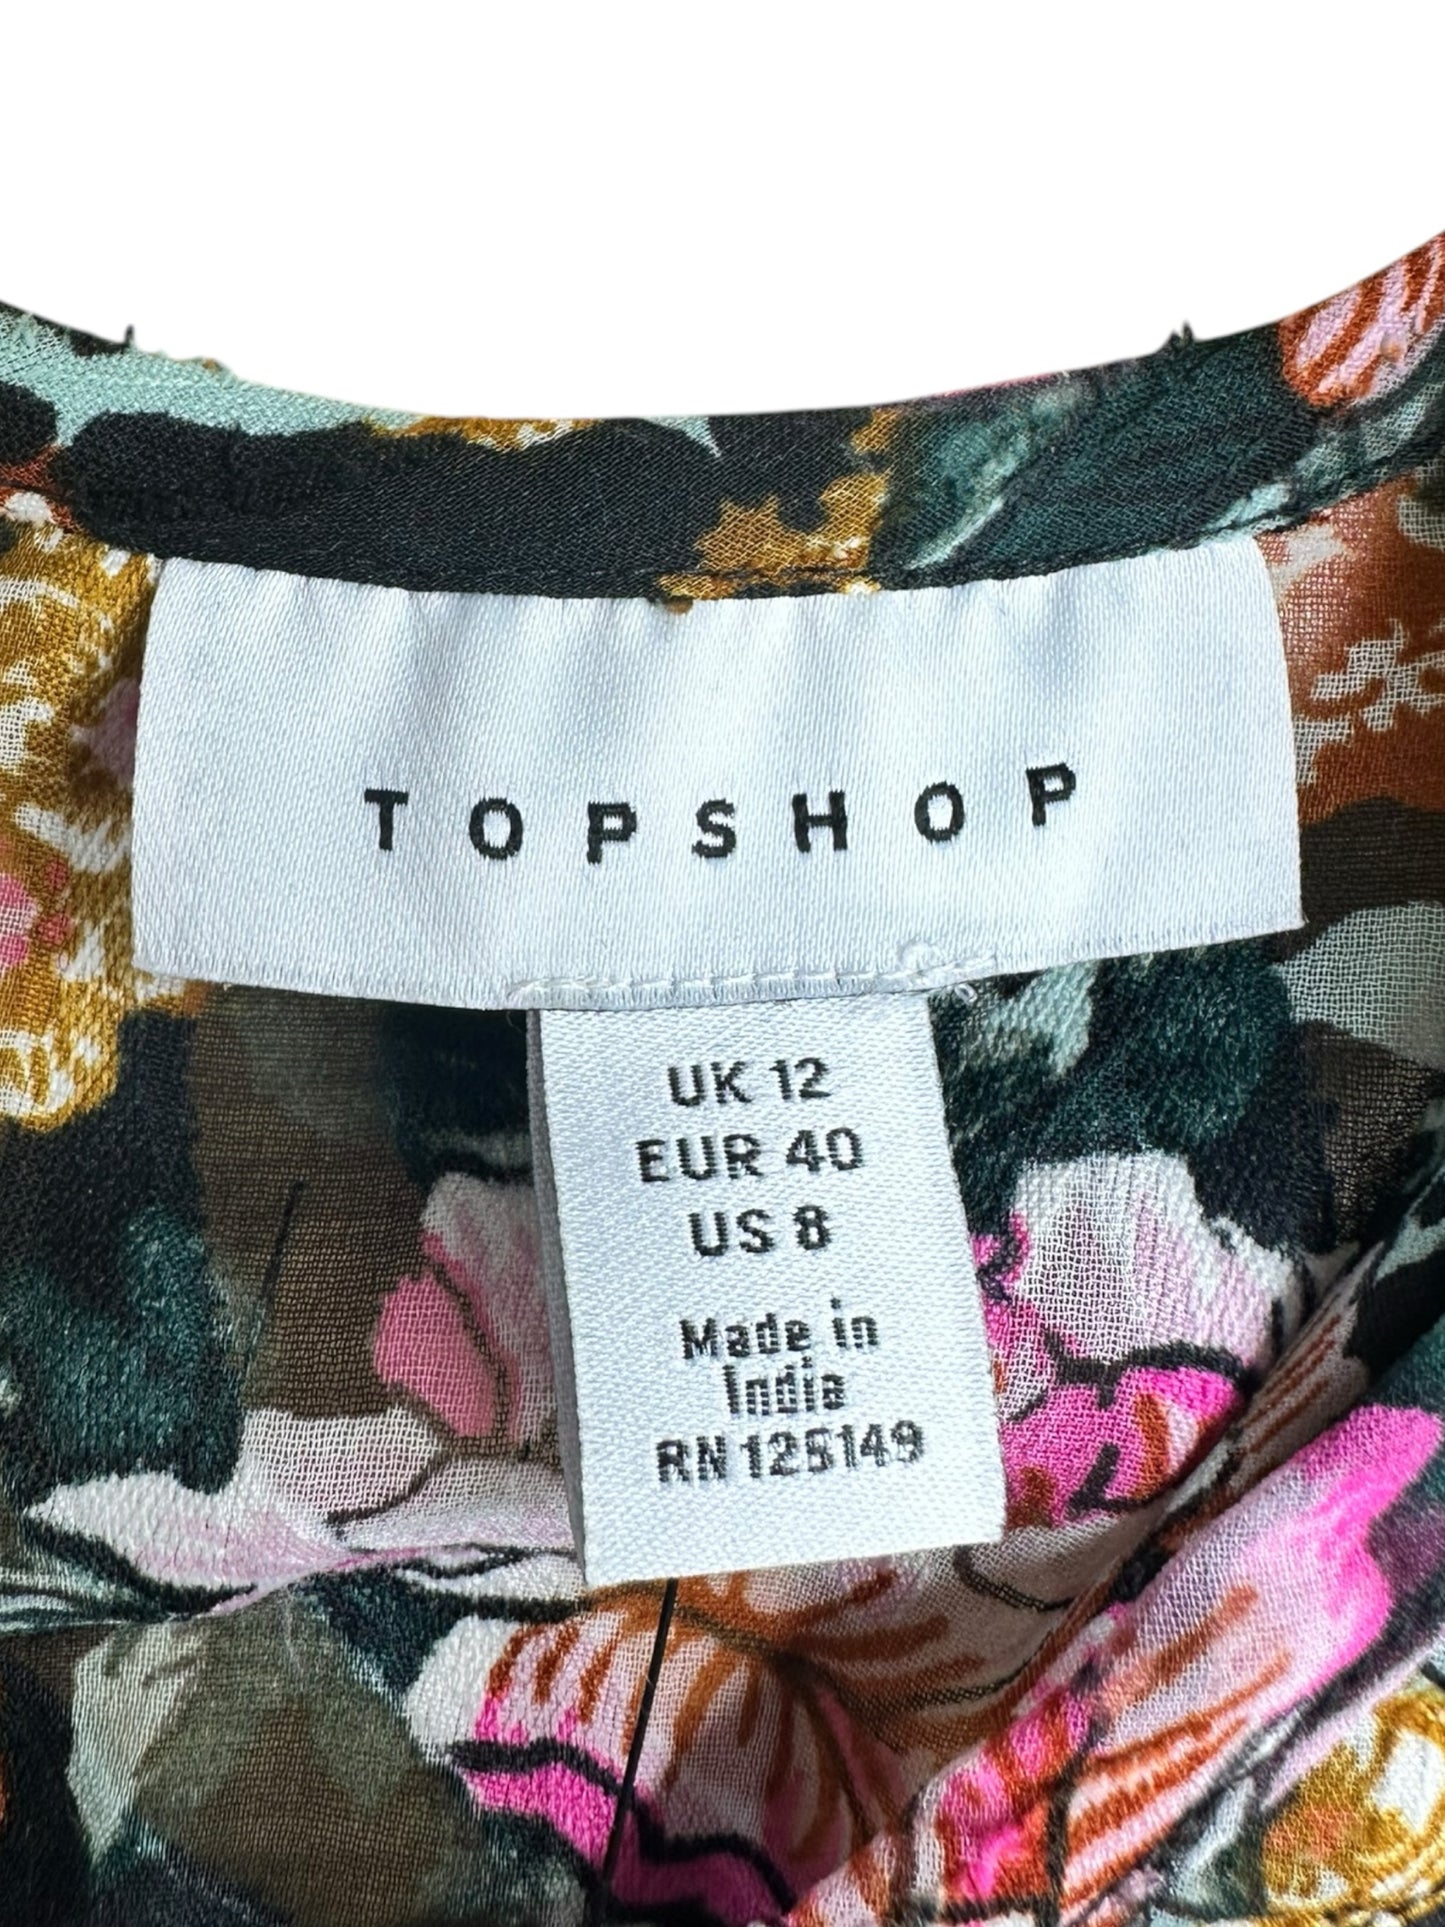 TOPSHOP
UK 12
EUR 40
US 8
Made in
India
RN 125149